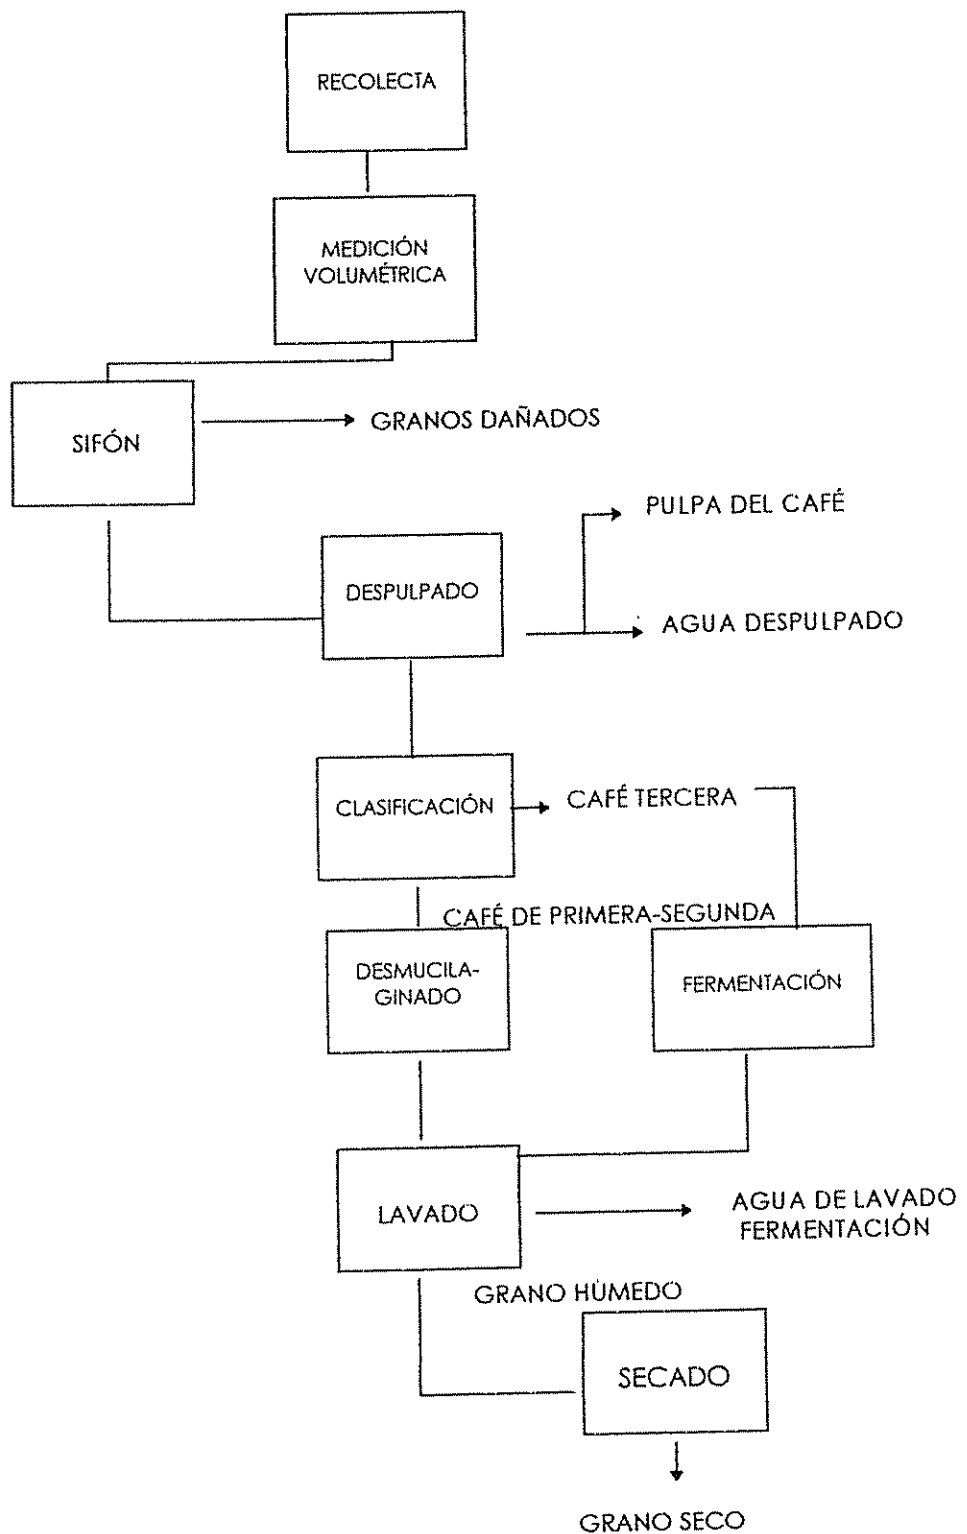 RECOLECTA
MEDICIÓN
VOLUMÉTRICA
SIFÓN
GRANOS DAÑADOS
PULPA DEL CAFÉ
DESPULPADO
AGUA DESPULPADO
CLASIFICACIÓN
CAFÉ TERCERA
CAFÉ DE PRIMERA-SEGUNDA
DESMUCILA-
GINADO
FERMENTACIÓN
LAVADO
AGUA DE LAVADO
FERMENTACIÓN
GRANO HÚMEDO
SECADO
GRANO SECO